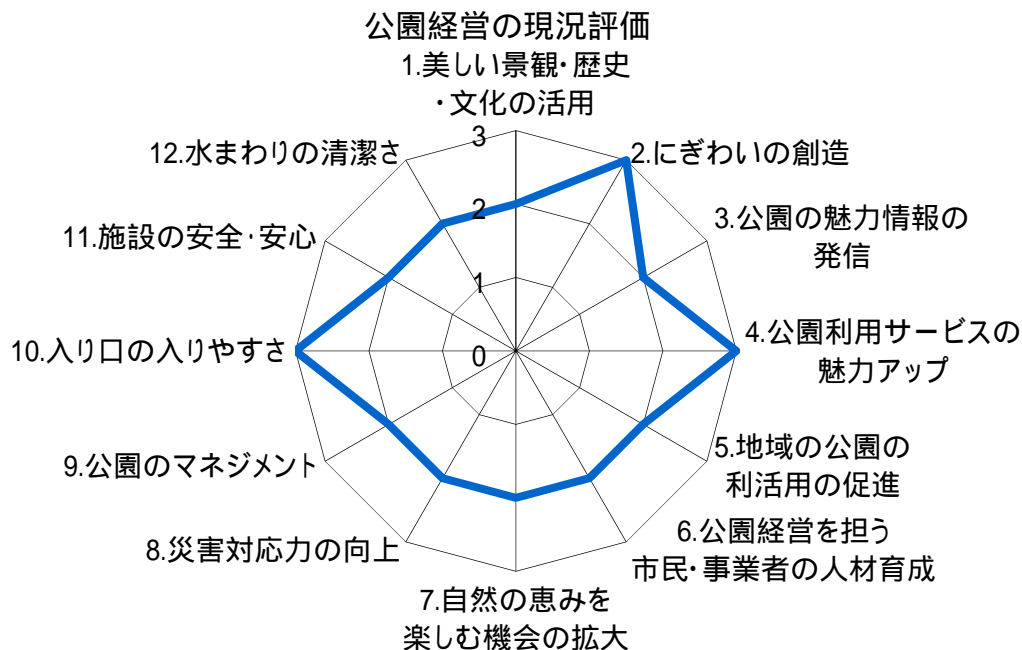 公園経営の現況評価
1.美しい景観・歴史
・文化の活用
2.にぎわいの創造
3.公園の魅力情報の
発信
4.公園利用サービスの
魅力アップ
5.地域の公園の
利活用の促進
6.公園経営を担う
市民・事業者の人材育成
7.自然の恵みを
楽しむ機会の拡大
8.災害対応力の向上
9.公園のマネジメント
10.入り口の入りやすさ
11.施設の安全・安心
12.水まわりの清潔さ
3
2
1
0